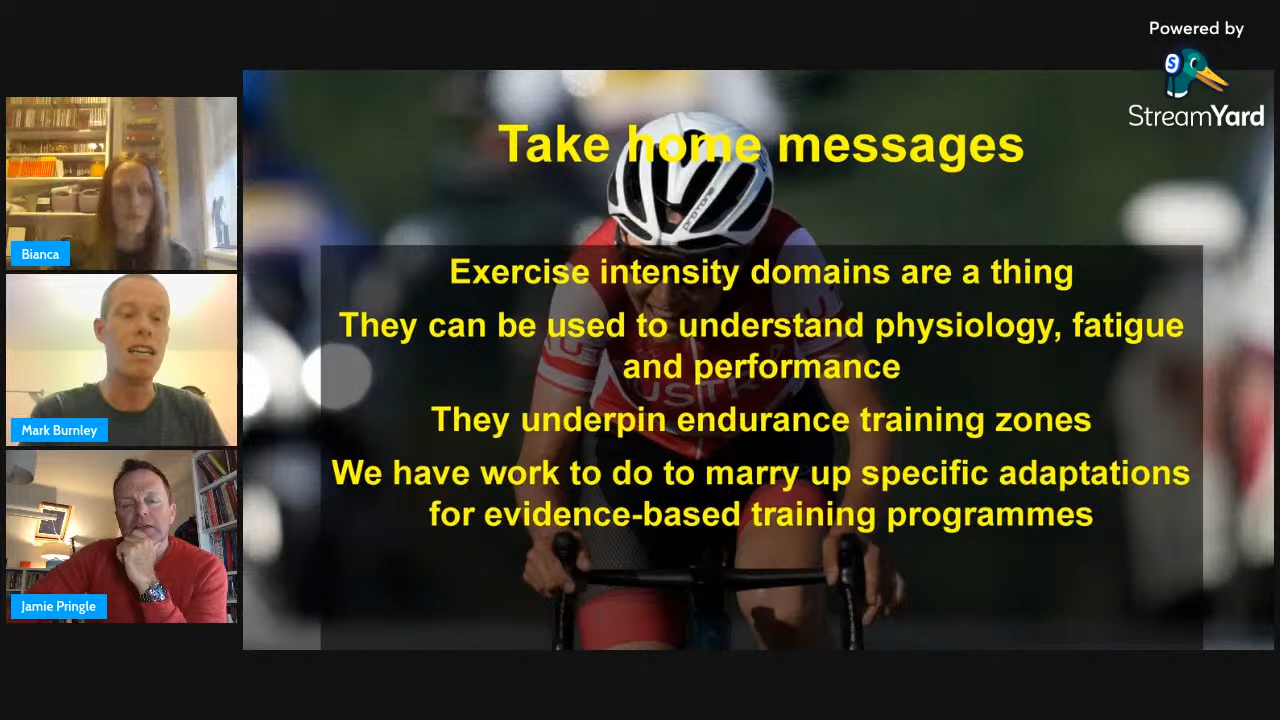 Powered by
S
StreamYard
Bianca
Mark Burnley
Jamie Pringle
Take home messages
protone
Exercise intensity domains are a thing
They can be used to understand physiology, fatigue
and performance
They underpin endurance training zones
We have work to do to marry up specific adaptations
for evidence-based training programmes